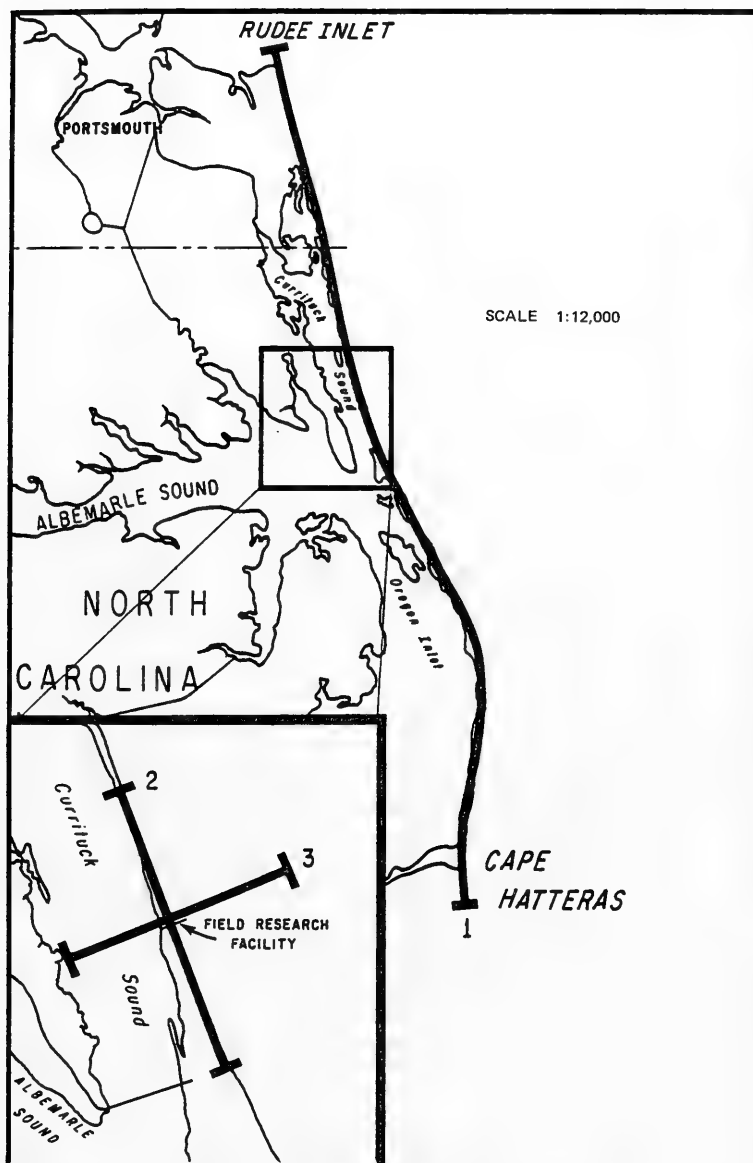 RUDEE INLET
PORTSMOUTH
Currituck
Sound
SCALE 1:12,000
ALBEMARLE SOUND
NORTH
CAROLINA
Oregon Inlet
CAPE
HATTERAS
1
2
Currituck
3
FIELD RESEARCH
FACILITY
Sound
ALBEMARLE
SOUND